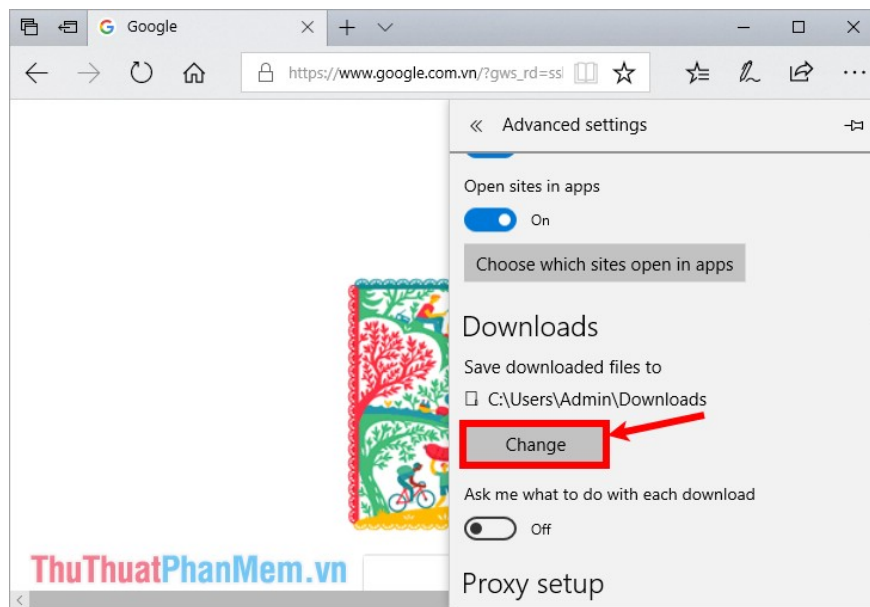 Google
https://www.google.com.vn/?gws_rd=ssl
Advanced settings
Open sites in apps
On
Choose which sites open in apps
Downloads
Save downloaded files to
C:\Users\Admin\Downloads
Change
Ask me what to do with each download
Off
ThuThuatPhanMem.vn
Proxy setup